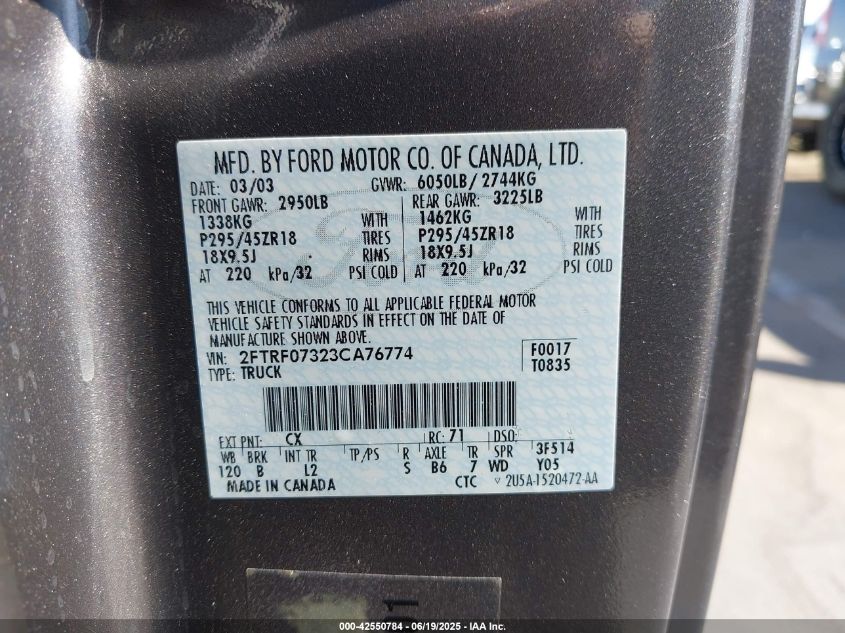 MFD. BY FORD MOTOR CO. OF CANADA, LTD.
DATE: 03/03 GVWR: 6050LB/2744KG
FRONT GAWR: 2950LB REAR GAWR: 3225LB
1338KG WITH 1462KG WITH
P295/45ZR18 TIRES P295/45ZR18 TIRES
18X9.5J RIMS 18X9.5J RIMS
AT 220 kPa/32 PSI COLD AT 220 kPa/32 PSI COLD
THIS VEHICLE CONFORMS TO ALL APPLICABLE FEDERAL MOTOR
VEHICLE SAFETY STANDARDS IN EFFECT ON THE DATE OF
MANUFACTURE SHOWN ABOVE.
VIN: 2FTRF07323CA76774 F0017
TYPE: TRUCK T0835
EXT PNT: CX RC: 71 DSO:
WB BRK INT TR TP/PS R AXLE TR SPR 3F514
120 B L2 S B6 7 WD Y05
MADE IN CANADA CTC 2U5A-1520472-AA
Ford
1
000-42550784 | 06/19/2025 - IAA Inc.